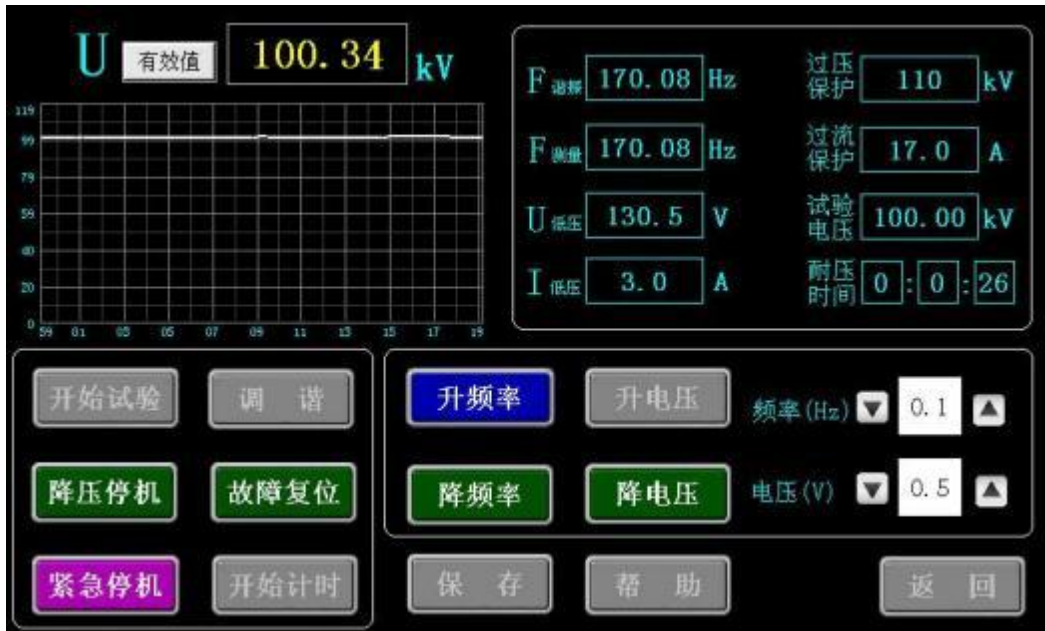 U 有效值 100.34 kV
119
99
79
59
40
20
0
59 01 03 05 07 09 11 13 15 17 19
F 谐频 170.08 Hz 过压保护 110 kV
F 测量 170.08 Hz 过流保护 17.0 A
U 低压 130.5 V 试验电压 100.00 kV
I 低压 3.0 A 耐压时间 0 : 0 : 26
开始试验 调 谐
降压停机 故障复位
紧急停机 开始计时
升频率 升电压 频率(Hz) ▼ 0.1 ▲
降频率 降电压 电压(V) ▼ 0.5 ▲
保 存 帮 助 返 回